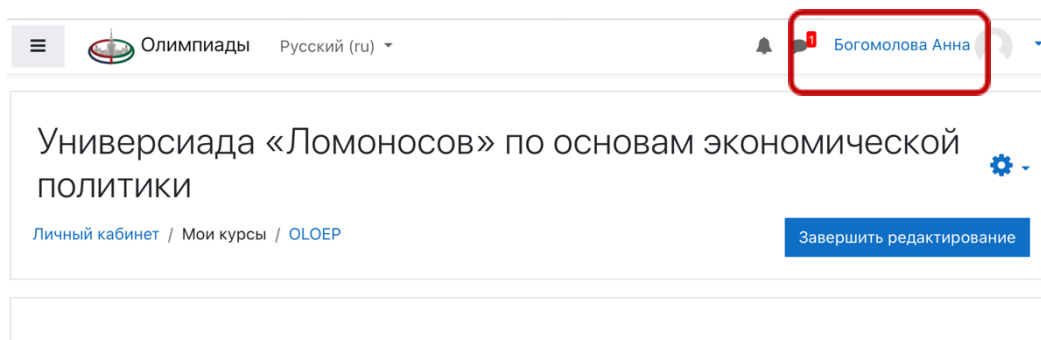 Олимпиады Русский (ru) 1 Богомолова Анна
Универсиада «Ломоносов» по основам экономической
политики
Личный кабинет / Мои курсы / OLOEP
Завершить редактирование